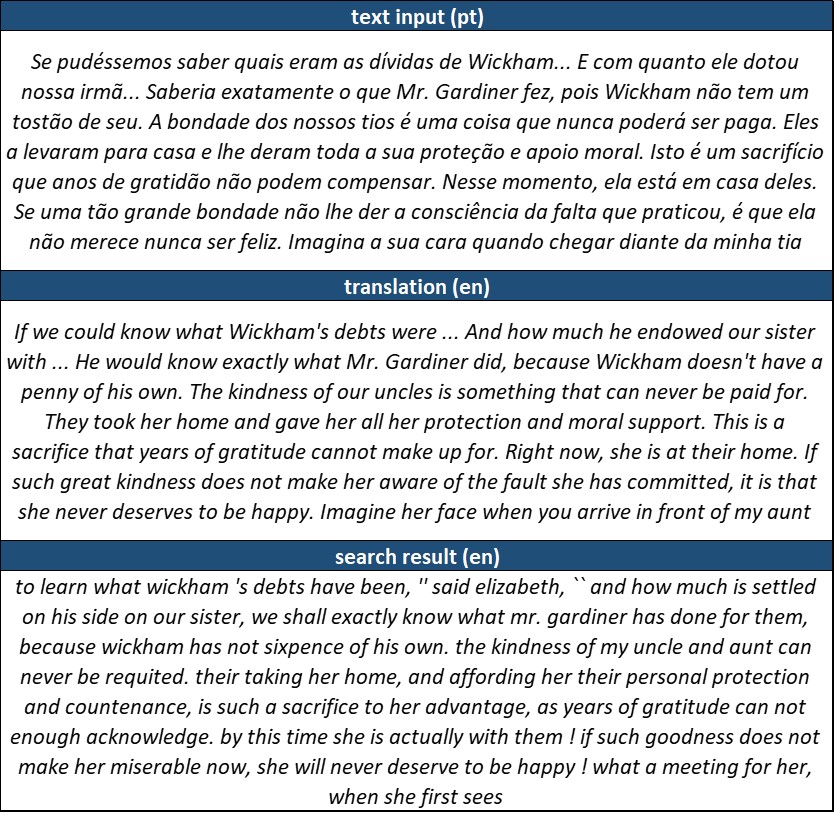 text input (pt)
Se pudéssemos saber quais eram as dívidas de Wickham... E com quanto ele dotou
nossa irmã... Saberia exatamente o que Mr. Gardiner fez, pois Wickham não tem um
tostão de seu. A bondade dos nossos tios é uma coisa que nunca poderá ser paga. Eles
a levaram para casa e lhe deram toda a sua proteção e apoio moral. Isto é um sacrifício
que anos de gratidão não podem compensar. Nesse momento, ela está em casa deles.
Se uma tão grande bondade não lhe der a consciência da falta que praticou, é que ela
não merece nunca ser feliz. Imagina a sua cara quando chegar diante da minha tia
translation (en)
If we could know what Wickham's debts were ... And how much he endowed our sister
with ... He would know exactly what Mr. Gardiner did, because Wickham doesn't have a
penny of his own. The kindness of our uncles is something that can never be paid for.
They took her home and gave her all her protection and moral support. This is a
sacrifice that years of gratitude cannot make up for. Right now, she is at their home. If
such great kindness does not make her aware of the fault she has committed, it is that
she never deserves to be happy. Imagine her face when you arrive in front of my aunt
search result (en)
to learn what wickham 's debts have been, '' said elizabeth, `` and how much is settled
on his side on our sister, we shall exactly know what mr. gardiner has done for them,
because wickham has not sixpence of his own. the kindness of my uncle and aunt can
never be requited. their taking her home, and affording her their personal protection
and countenance, is such a sacrifice to her advantage, as years of gratitude can not
enough acknowledge. by this time she is actually with them ! if such goodness does not
make her miserable now, she will never deserve to be happy ! what a meeting for her,
when she first sees